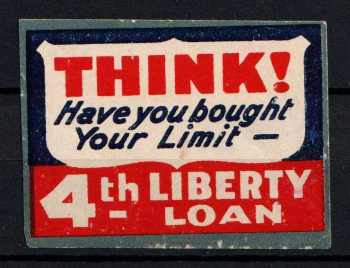 THINK!
Have you bought
Your Limit —
4th LIBERTY
LOAN